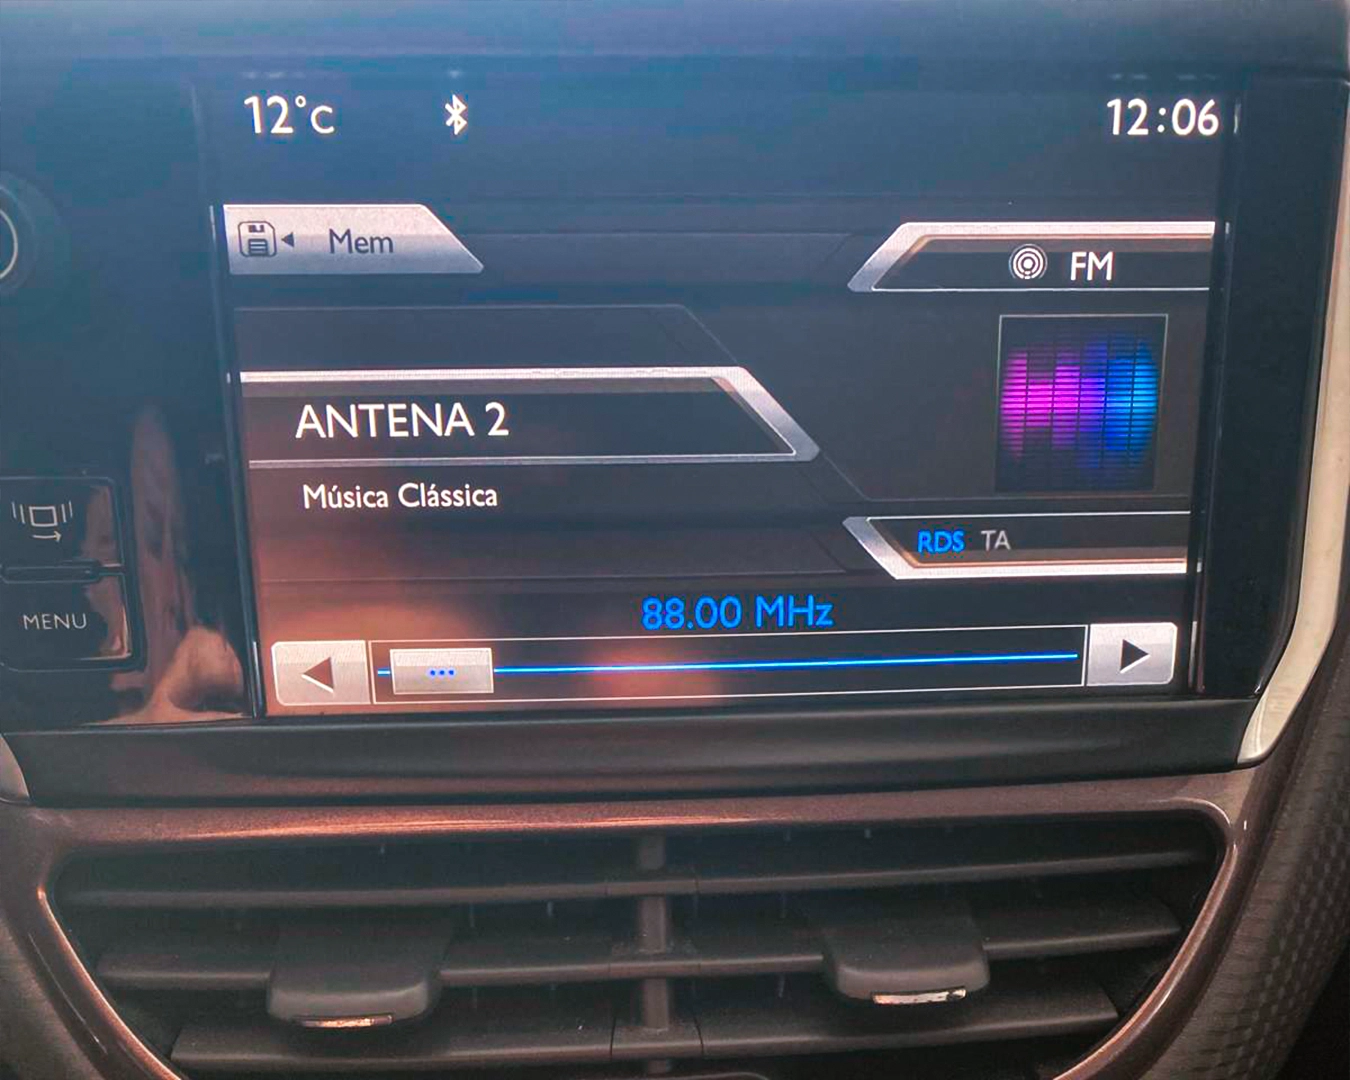 12°C 12:06
Mem
FM
ANTENA 2
Música Clássica
RDS TA
MENU
88.00 MHz